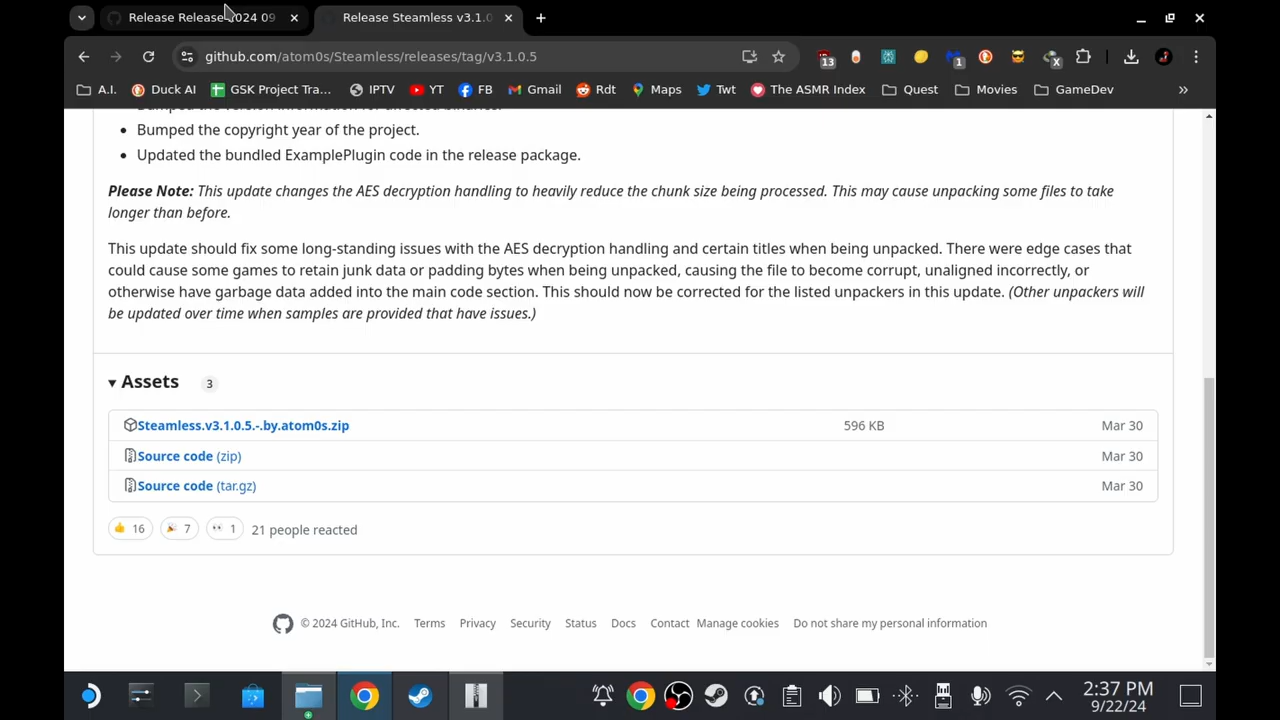 Release Release 2024 09
Release Steamless v3.1.0
github.com/atom0s/Steamless/releases/tag/v3.1.0.5
13
1
X
A.I.
Duck AI
GSK Project Tra...
IPTV
YT
FB
Gmail
Rdt
Maps
Twt
The ASMR Index
Quest
Movies
GameDev
»
Bumped the version information for affected binaries.
• Bumped the copyright year of the project.
• Updated the bundled ExamplePlugin code in the release package.
Please Note: This update changes the AES decryption handling to heavily reduce the chunk size being processed. This may cause unpacking some files to take
longer than before.
This update should fix some long-standing issues with the AES decryption handling and certain titles when being unpacked. There were edge cases that
could cause some games to retain junk data or padding bytes when being unpacked, causing the file to become corrupt, unaligned incorrectly, or
otherwise have garbage data added into the main code section. This should now be corrected for the listed unpackers in this update. (Other unpackers will
be updated over time when samples are provided that have issues.)
Assets 3
Steamless.v3.1.0.5.-.by.atom0s.zip 596 KB Mar 30
Source code (zip) Mar 30
Source code (tar.gz) Mar 30
16 7 1 21 people reacted
© 2024 GitHub, Inc. Terms Privacy Security Status Docs Contact Manage cookies Do not share my personal information
2:37 PM
9/22/24